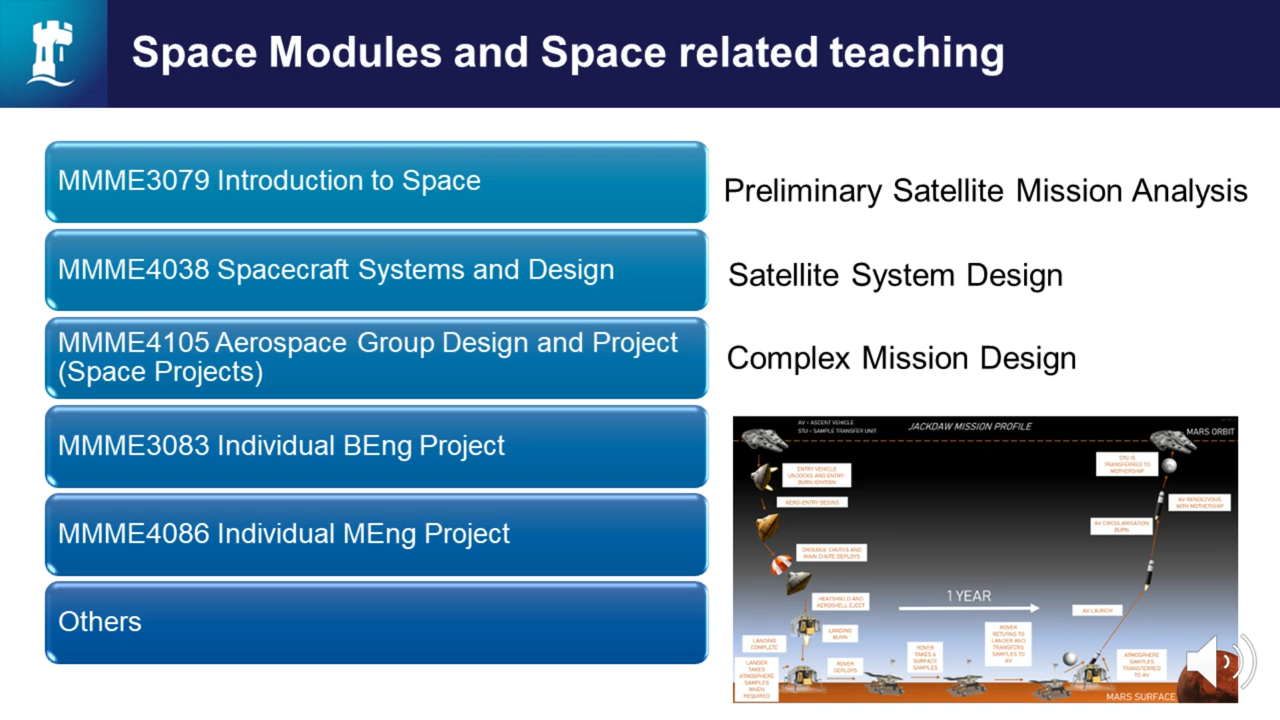 Space Modules and Space related teaching
MMME3079 Introduction to Space
Preliminary Satellite Mission Analysis
MMME4038 Spacecraft Systems and Design
Satellite System Design
MMME4105 Aerospace Group Design and Project
(Space Projects)
Complex Mission Design
MMME3083 Individual BEng Project
MMME4086 Individual MEng Project
Others
AV = ASCENT VEHICLE
STU = SAMPLE TRANSFER UNIT
JACKDAW MISSION PROFILE
MARS ORBIT
ENTRY VEHICLE
UNDOCKS AND ENTRY
BURN IGNITION
AERO-ENTRY BEGINS
DROUGE CHUTES AND
MAIN CHUTE DEPLOYS
HEATSHIELD AND
AEROSHELL EJECT
LANDING
BURN
LANDING
COMPLETE
LANDER
TAKES
ATMOSPHERE
SAMPLES
WHEN
REQUIRED
ROVER
DEPLOYS
ROVER
TAKES 6
SURFACE
SAMPLES
1 YEAR
ROVER
RETURNING TO
LANDER AND
TRANSFERS
SAMPLES TO
AV
ATMOSPHERE
SAMPLES
TRANSFERRED
TO AV
AV LAUNCH
AV CIRCULARISATION
BURN
AV RENDEZVOUS
WITH MOTHERSHIP
STU IS
TRANSFERRED TO
MOTHERSHIP
MARS SURFACE